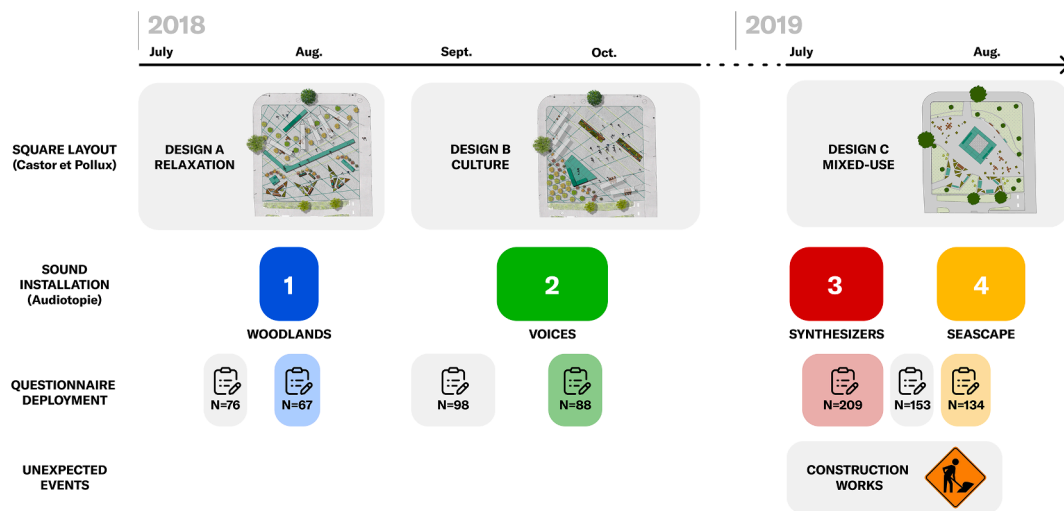 2018
2019
July
Aug.
Sept.
Oct.
July
Aug.
SQUARE LAYOUT
(Castor et Pollux)
DESIGN A
RELAXATION
DESIGN B
CULTURE
DESIGN C
MIXED-USE
SOUND
INSTALLATION
(Audiotopie)
1
2
3
4
WOODLANDS
VOICES
SYNTHESIZERS
SEASCAPE
QUESTIONNAIRE
DEPLOYMENT
N=76
N=67
N=98
N=88
N=209
N=153
N=134
UNEXPECTED
EVENTS
CONSTRUCTION
WORKS